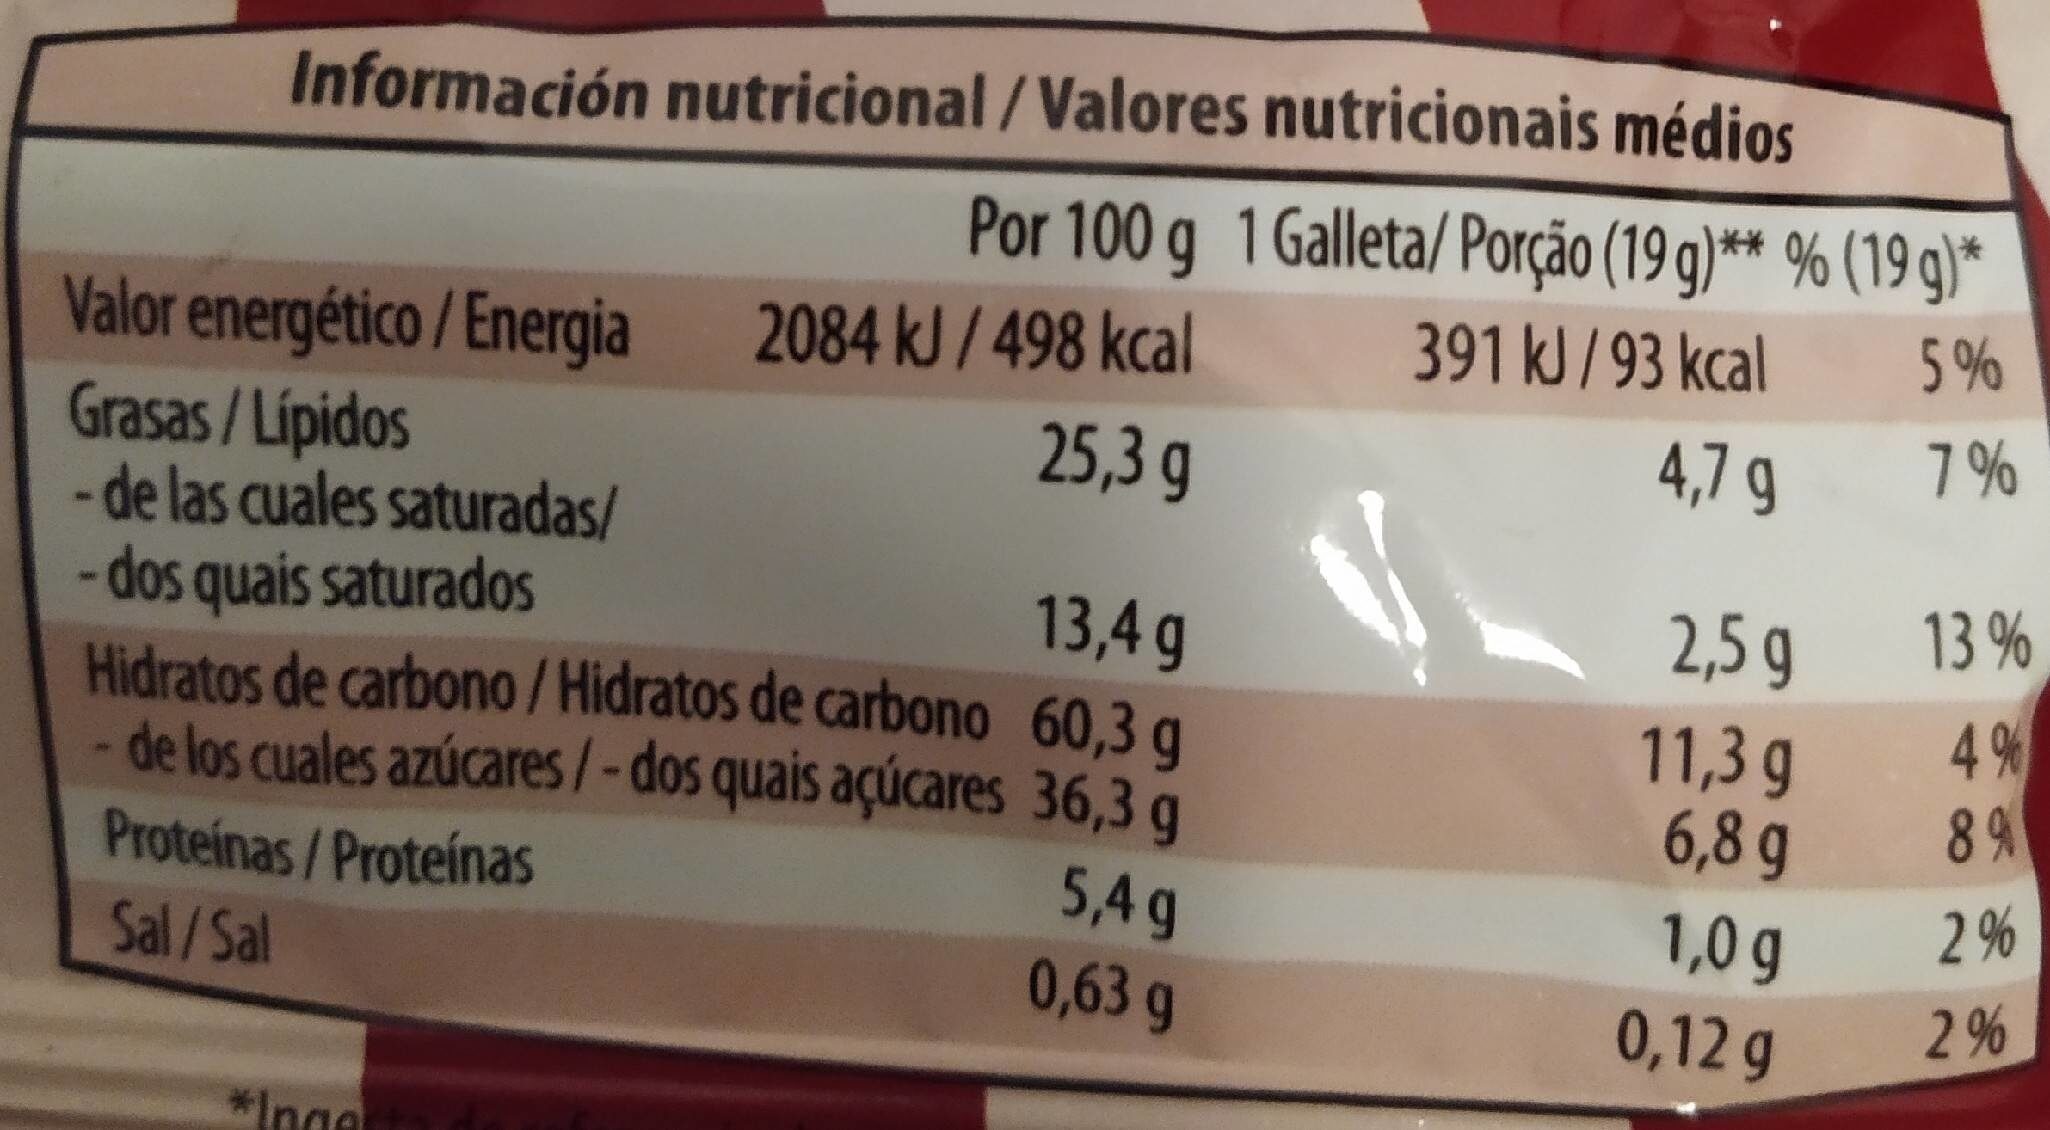 Información nutricional / Valores nutricionais médios
Por 100 g 1 Galleta/ Porção (19 g)** % (19 g)*
Valor energético / Energia 2084 kJ / 498 kcal 391 kJ / 93 kcal 5 %
Grasas / Lípidos 25,3 g 4,7 g 7 %
- de las cuales saturadas/
- dos quais saturados 13,4 g 2,5 g 13 %
Hidratos de carbono / Hidratos de carbono 60,3 g 11,3 g 4 %
- de los cuales azúcares / - dos quais açúcares 36,3 g 6,8 g 8 %
Proteínas / Proteínas 5,4 g 1,0 g 2 %
Sal / Sal 0,63 g 0,12 g 2 %